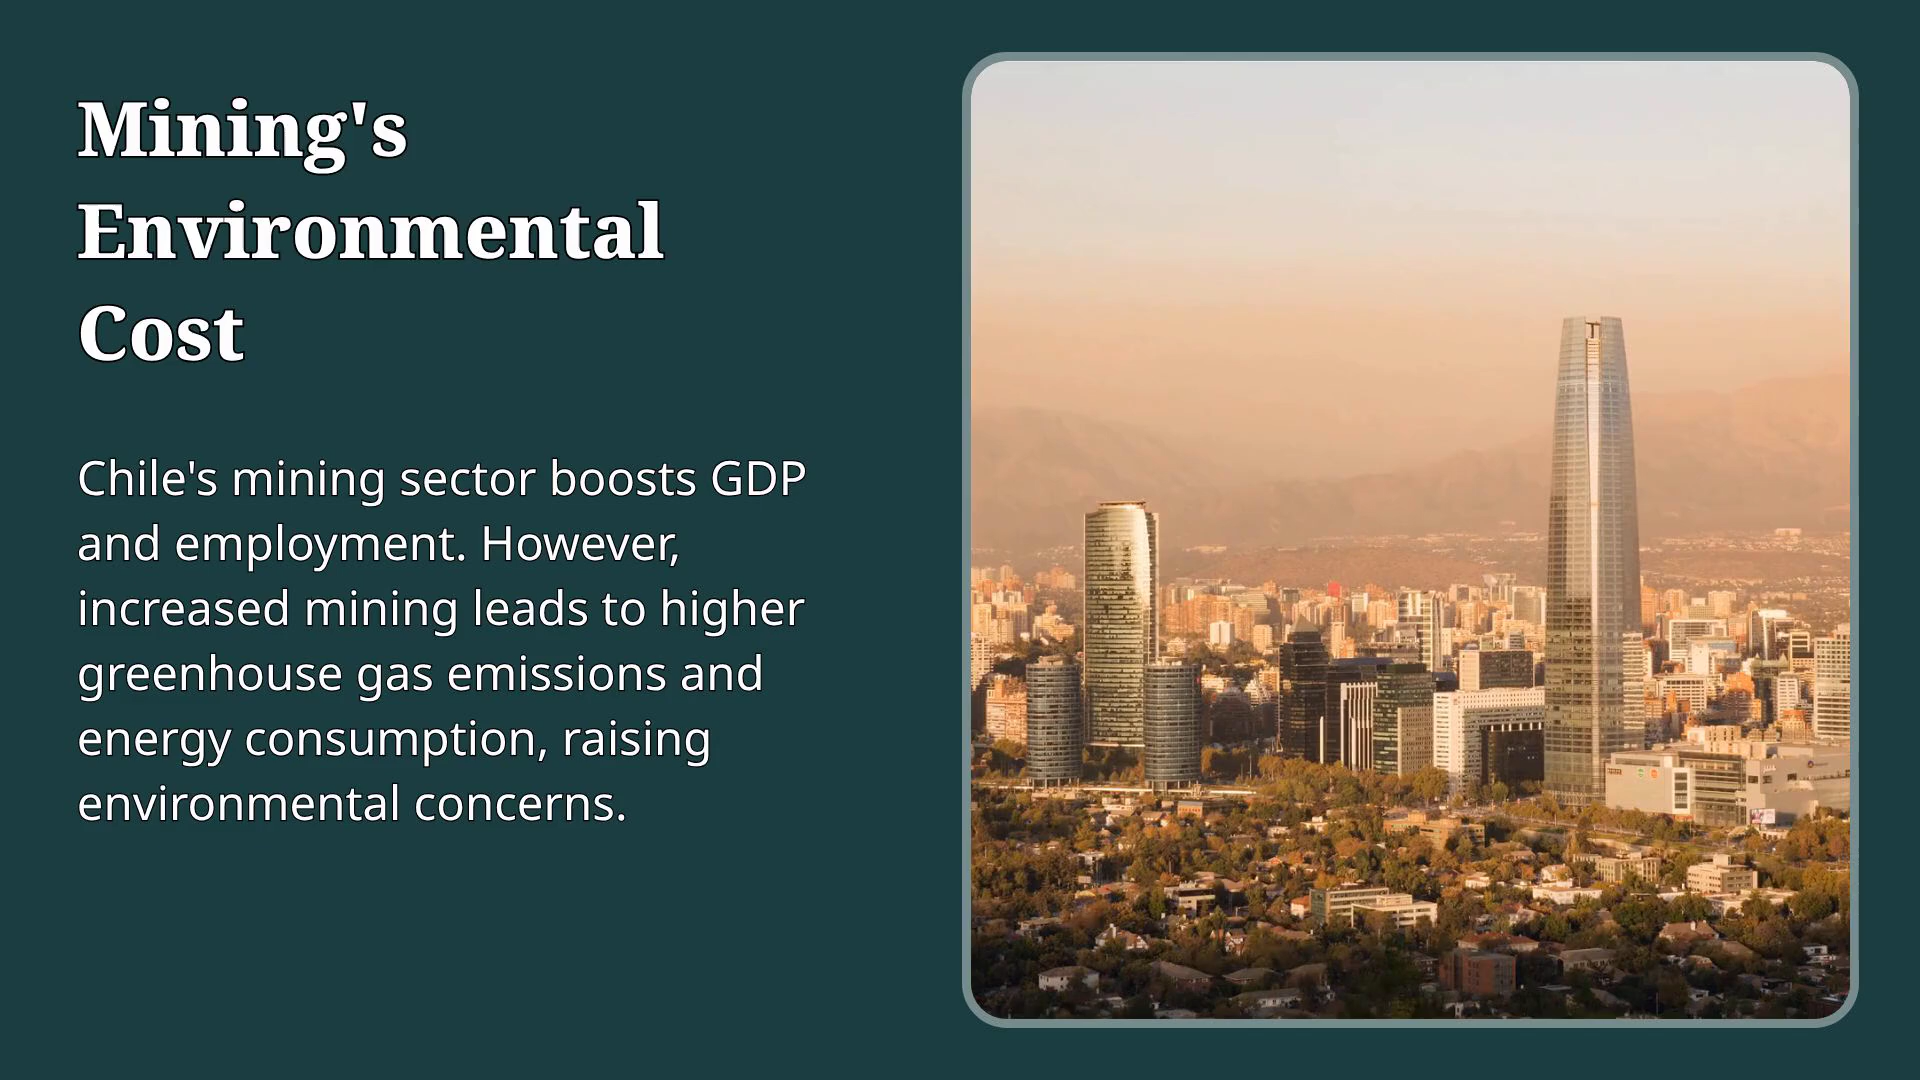 Mining's
Environmental
Cost
Chile's mining sector boosts GDP
and employment. However,
increased mining leads to higher
greenhouse gas emissions and
energy consumption, raising
environmental concerns.